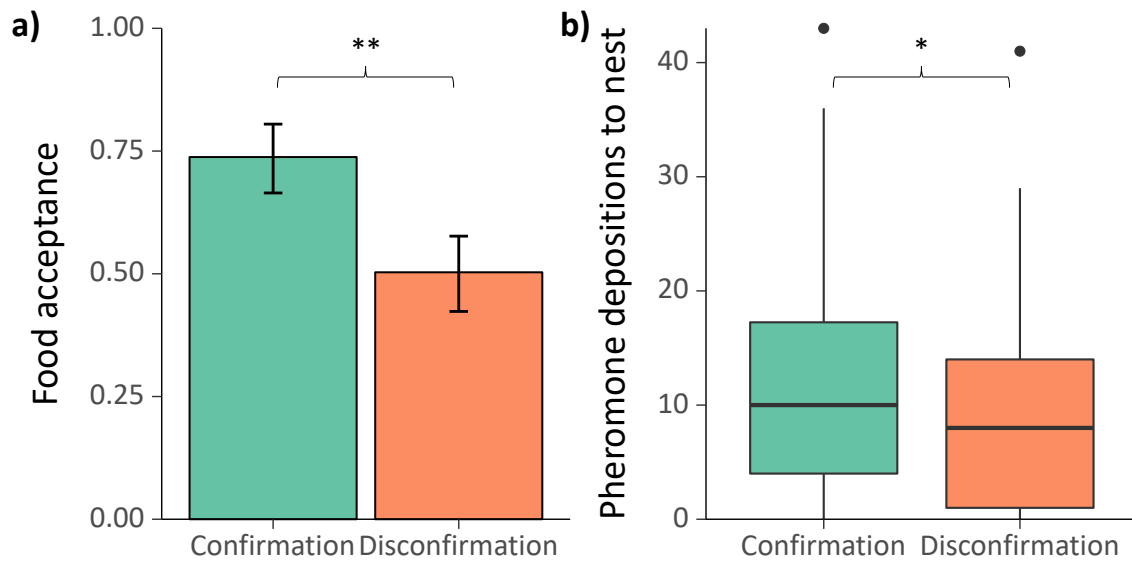 a)
Food acceptance
1.00
0.75
0.50
0.25
0.00
**
Confirmation Disconfirmation
b)
Pheromone depositions to nest
40
30
20
10
0
*
Confirmation Disconfirmation